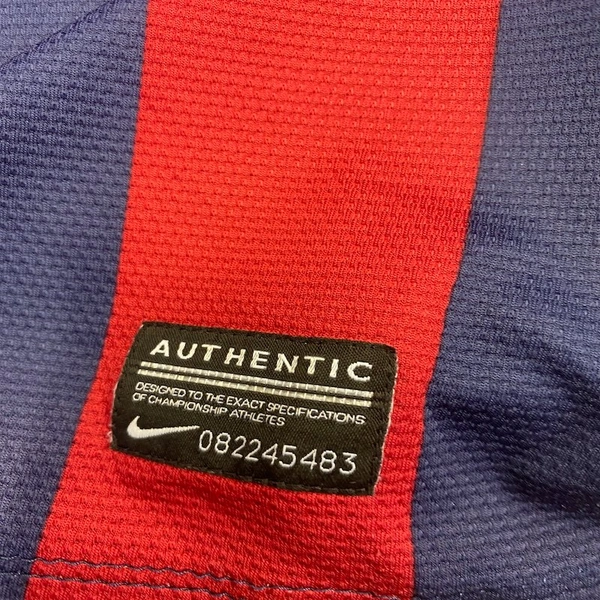 AUTHENTIC
DESIGNED TO THE EXACT SPECIFICATIONS
OF CHAMPIONSHIP ATHLETES
082245483